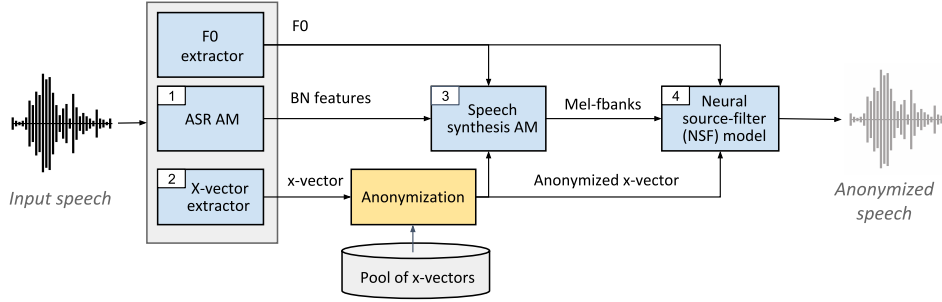 F0
extractor
F0
1
ASR AM
BN features
3
Speech
synthesis AM
Mel-fbanks
4
Neural
source-filter
(NSF) model
Input speech
2
X-vector
extractor
x-vector
Anonymization
Anonymized x-vector
Anonymized
speech
Pool of x-vectors